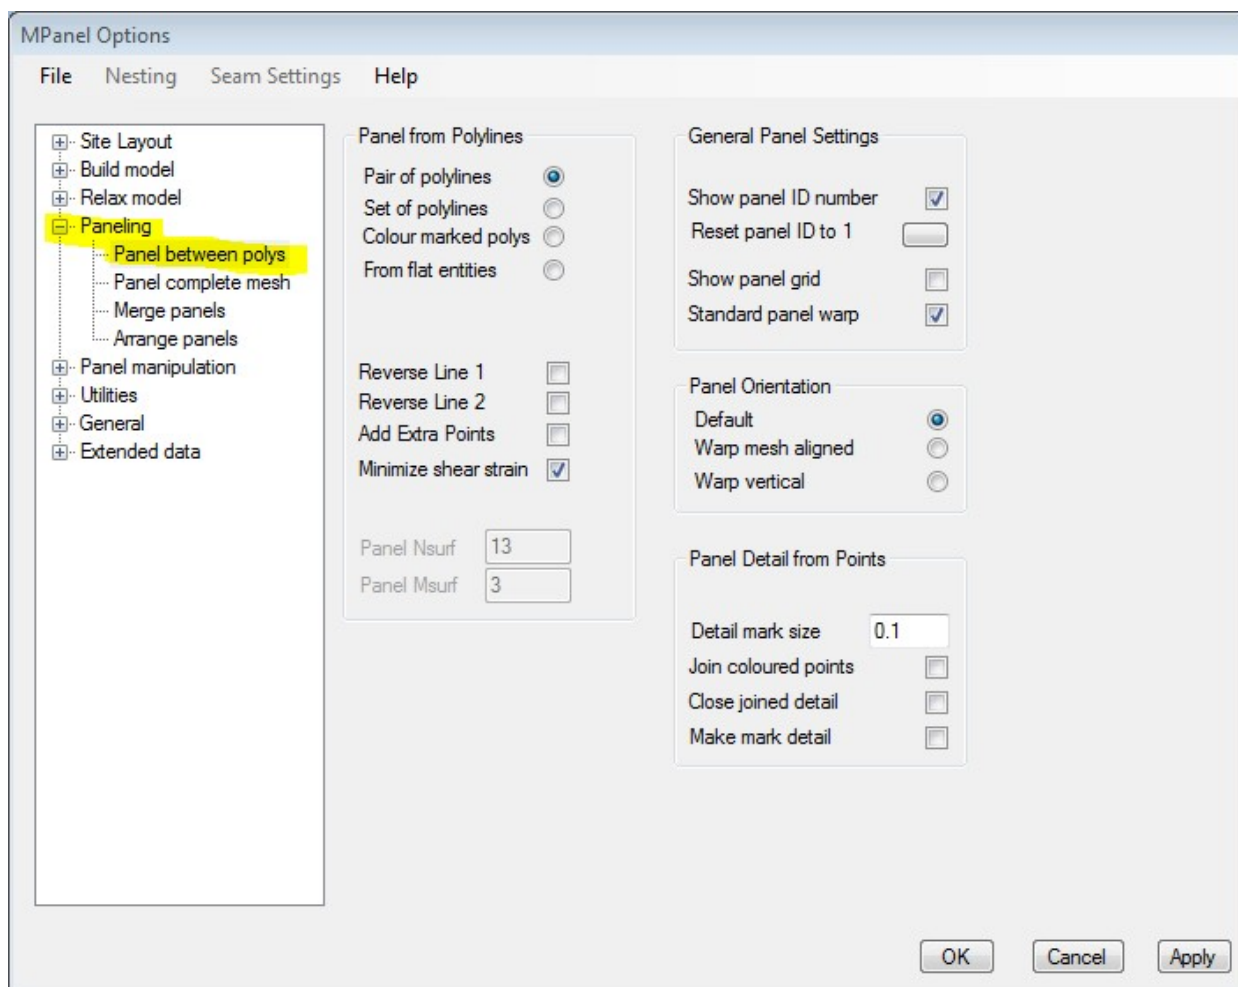 MPanel Options
File Nesting Seam Settings Help
Site Layout
Build model
Relax model
Paneling
Panel between polys
Panel complete mesh
Merge panels
Arrange panels
Panel manipulation
Utilities
General
Extended data
Panel from Polylines
Pair of polylines
Set of polylines
Colour marked polys
From flat entities
Reverse Line 1
Reverse Line 2
Add Extra Points
Minimize shear strain
Panel Nsurf 13
Panel Msurf 3
General Panel Settings
Show panel ID number
Reset panel ID to 1
Show panel grid
Standard panel warp
Panel Orientation
Default
Warp mesh aligned
Warp vertical
Panel Detail from Points
Detail mark size 0.1
Join coloured points
Close joined detail
Make mark detail
OK Cancel Apply